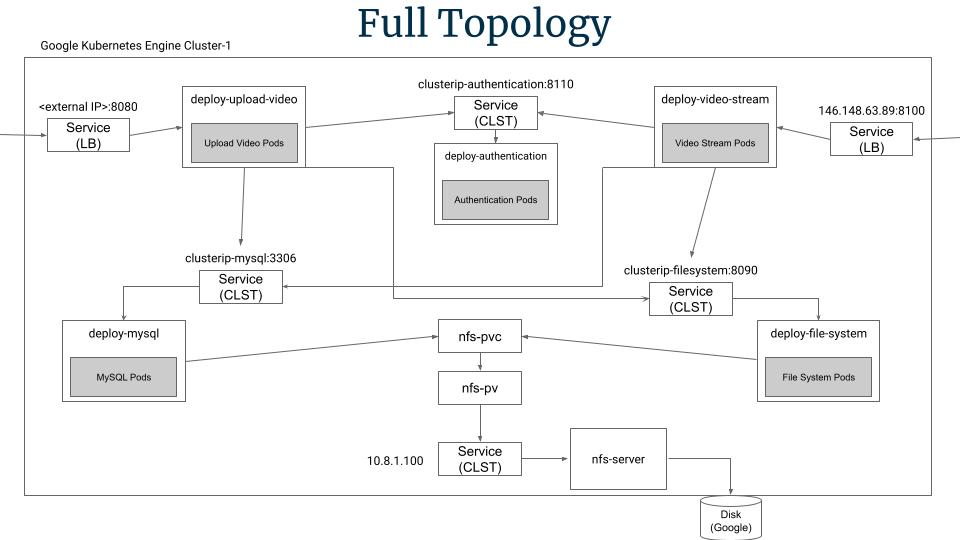 Full Topology
Google Kubernetes Engine Cluster-1
<external IP>:8080
Service
(LB)
deploy-upload-video
Upload Video Pods
clusterip-authentication:8110
Service
(CLST)
deploy-authentication
Authentication Pods
deploy-video-stream
Video Stream Pods
146.148.63.89:8100
Service
(LB)
clusterip-mysql:3306
Service
(CLST)
clusterip-filesystem:8090
Service
(CLST)
deploy-mysql
MySQL Pods
nfs-pvc
nfs-pv
deploy-file-system
File System Pods
10.8.1.100
Service
(CLST)
nfs-server
Disk
(Google)